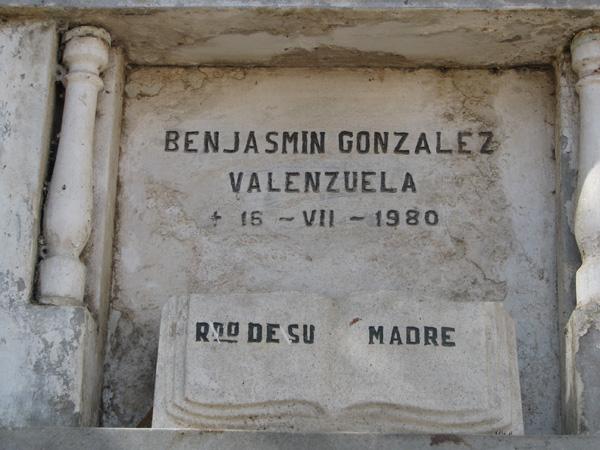 BENJASMIN GONZALEZ
VALENZUELA
✝ 16 - VII - 1980
RDO DE SU MADRE